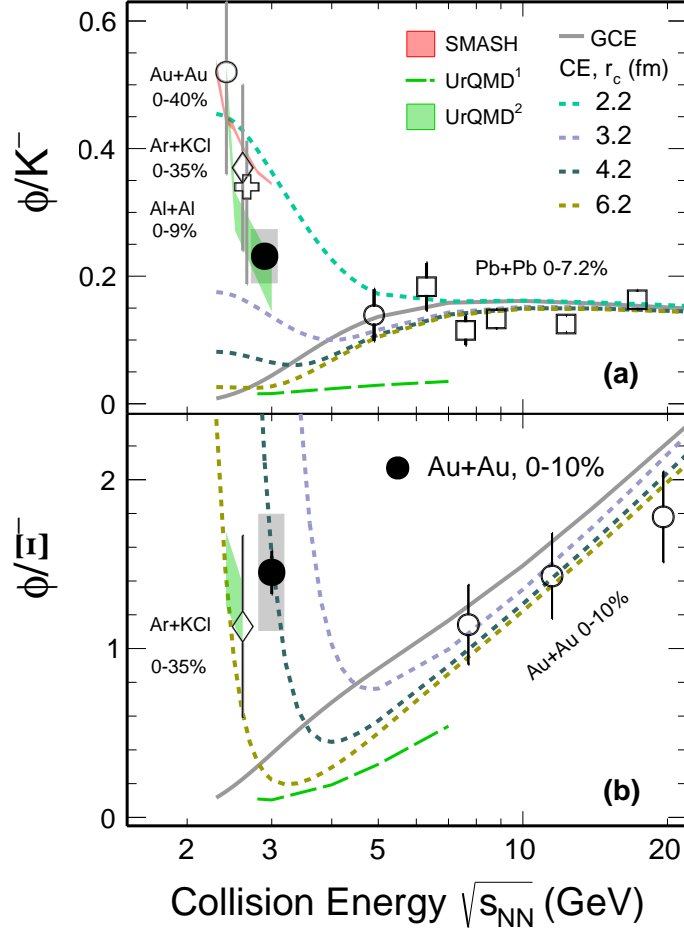 0.6
0.4
0.2
0
ϕ/K⁻
SMASH
UrQMD¹
UrQMD²
GCE
CE, r_c (fm)
2.2
3.2
4.2
6.2
Au+Au
0-40%
Ar+KCl
0-35%
Al+Al
0-9%
Pb+Pb 0-7.2%
(a)
2
1
0
ϕ/Ξ⁻
Au+Au, 0-10%
Ar+KCl
0-35%
Au+Au 0-10%
(b)
2 3 5 10 20
Collision Energy √s_NN (GeV)